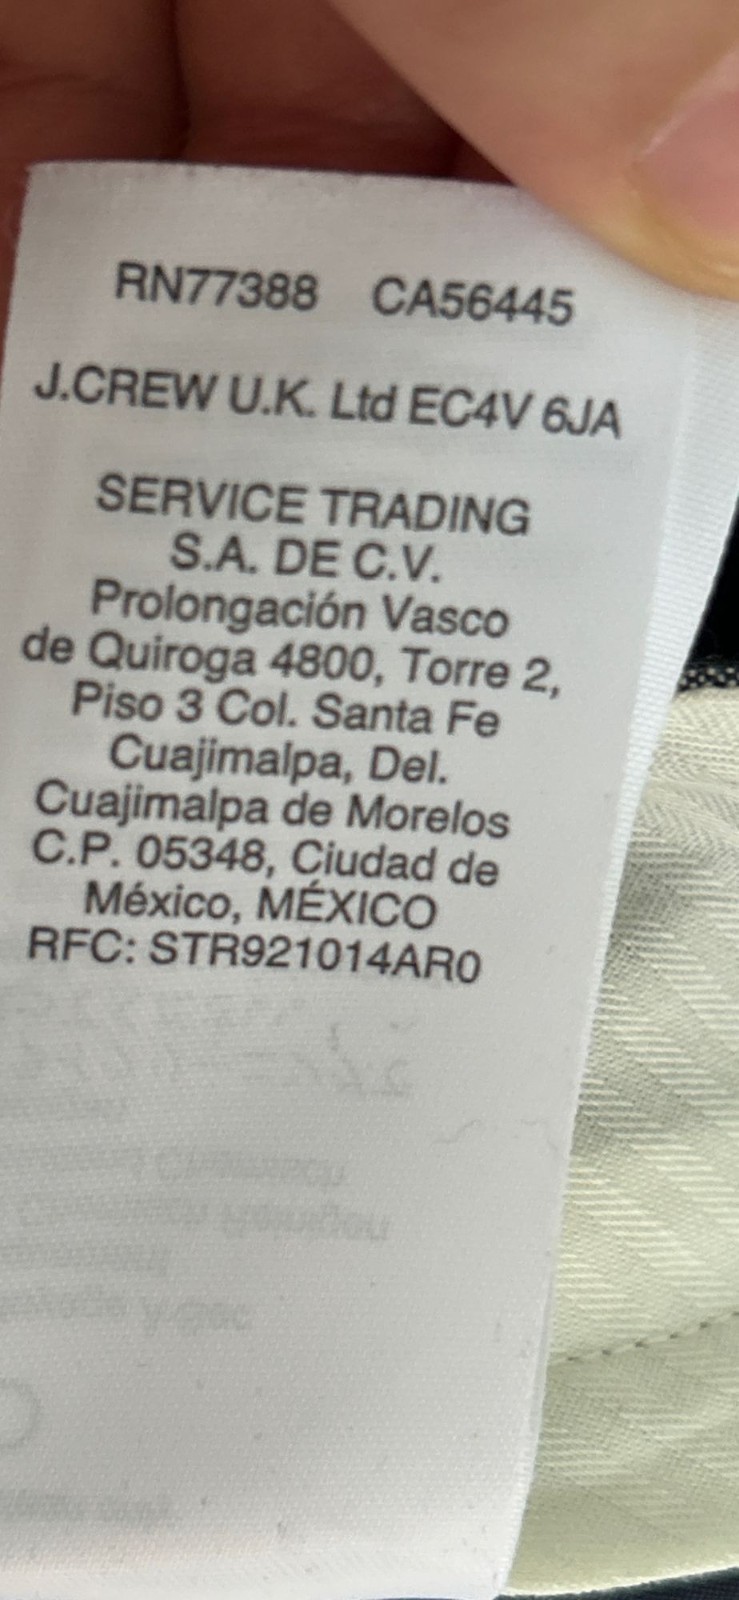 RN77388 CA56445
J.CREW U.K. Ltd EC4V 6JA
SERVICE TRADING
S.A. DE C.V.
Prolongación Vasco
de Quiroga 4800, Torre 2,
Piso 3 Col. Santa Fe
Cuajimalpa, Del.
Cuajimalpa de Morelos
C.P. 05348, Ciudad de
México, MÉXICO
RFC: STR921014AR0